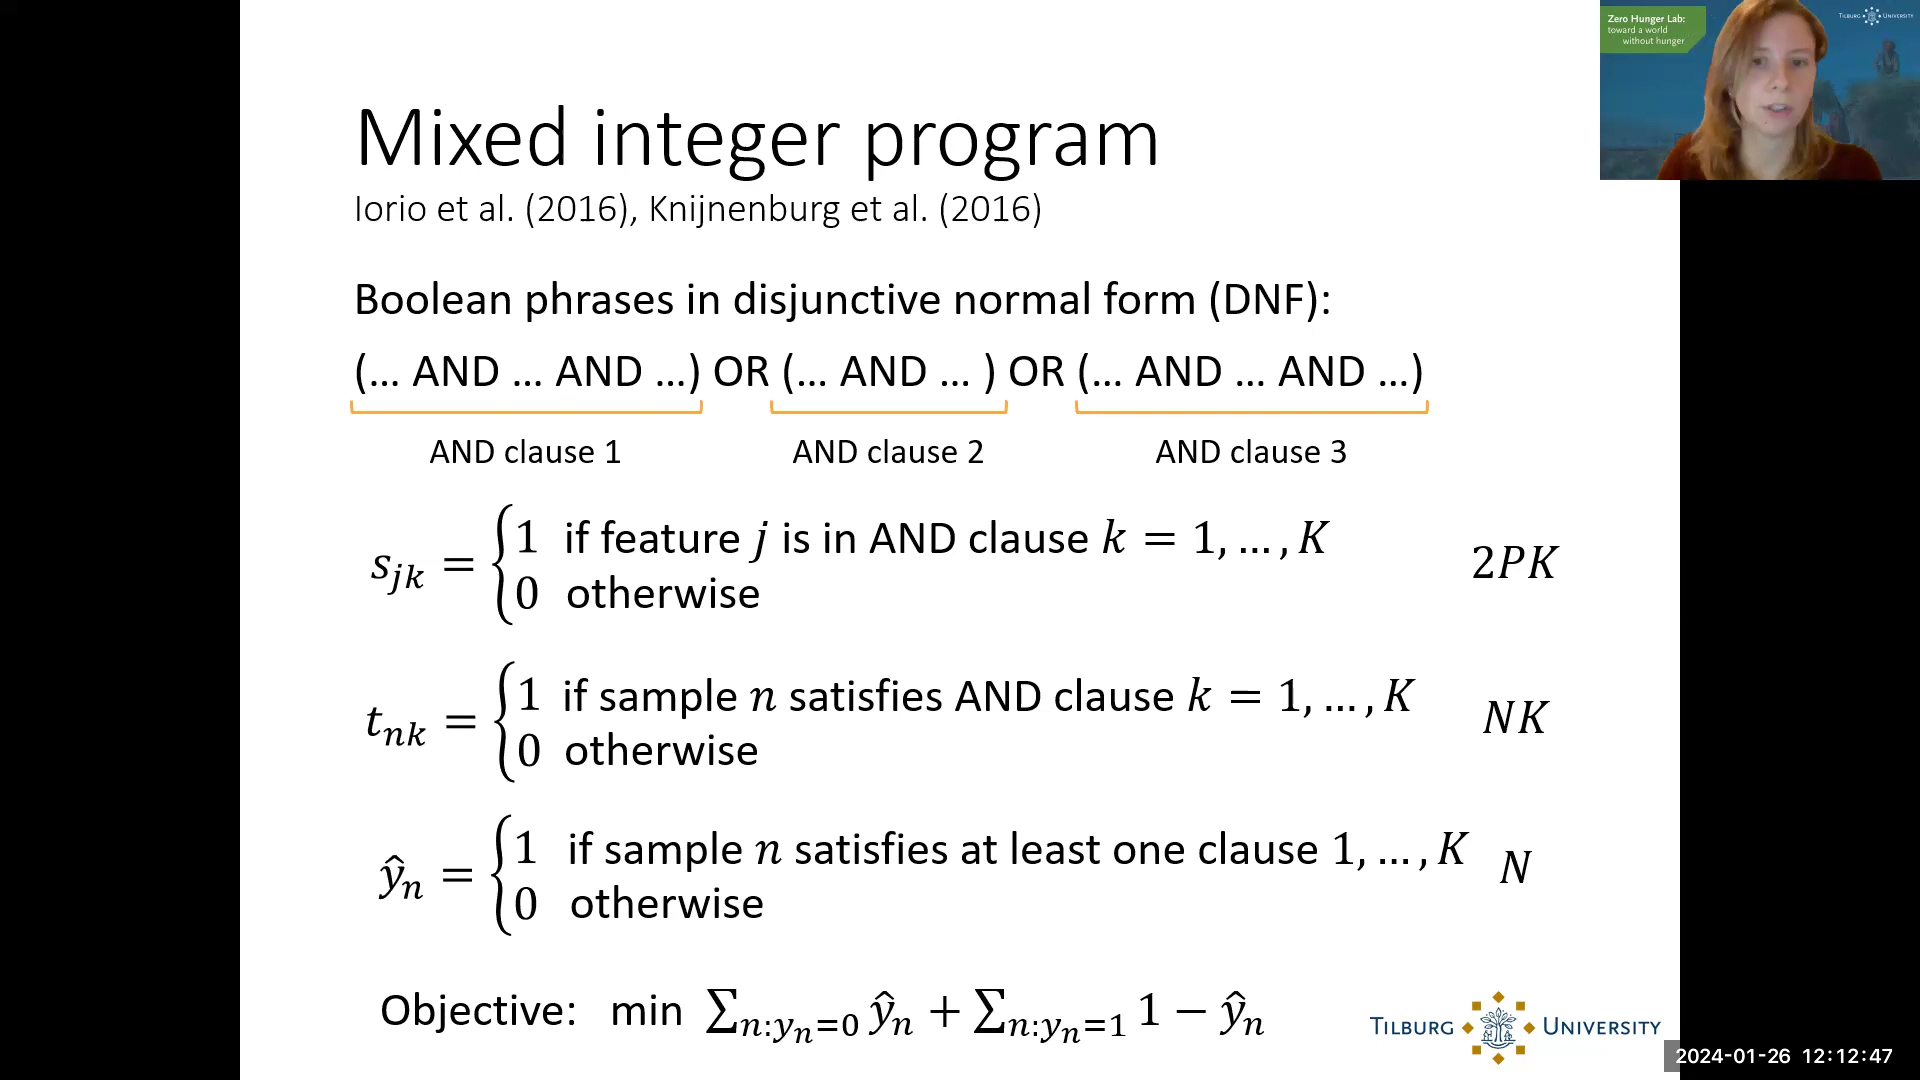 Zero Hunger Lab:
toward a world
without hunger
TILBURG UNIVERSITY
Mixed integer program
Iorio et al. (2016), Knijnenburg et al. (2016)
Boolean phrases in disjunctive normal form (DNF):
(... AND ... AND ...) OR (... AND ... ) OR (... AND ... AND ...)
AND clause 1 AND clause 2 AND clause 3
s_{jk} = { 1 if feature j is in AND clause k = 1, ... , K
0 otherwise
2PK
t_{nk} = { 1 if sample n satisfies AND clause k = 1, ... , K
0 otherwise
NK
ŷ_n = { 1 if sample n satisfies at least one clause 1, ... , K
0 otherwise
N
Objective: min ∑_{n:y_n=0} ŷ_n + ∑_{n:y_n=1} 1 − ŷ_n
TILBURG UNIVERSITY
2024-01-26 12:12:47